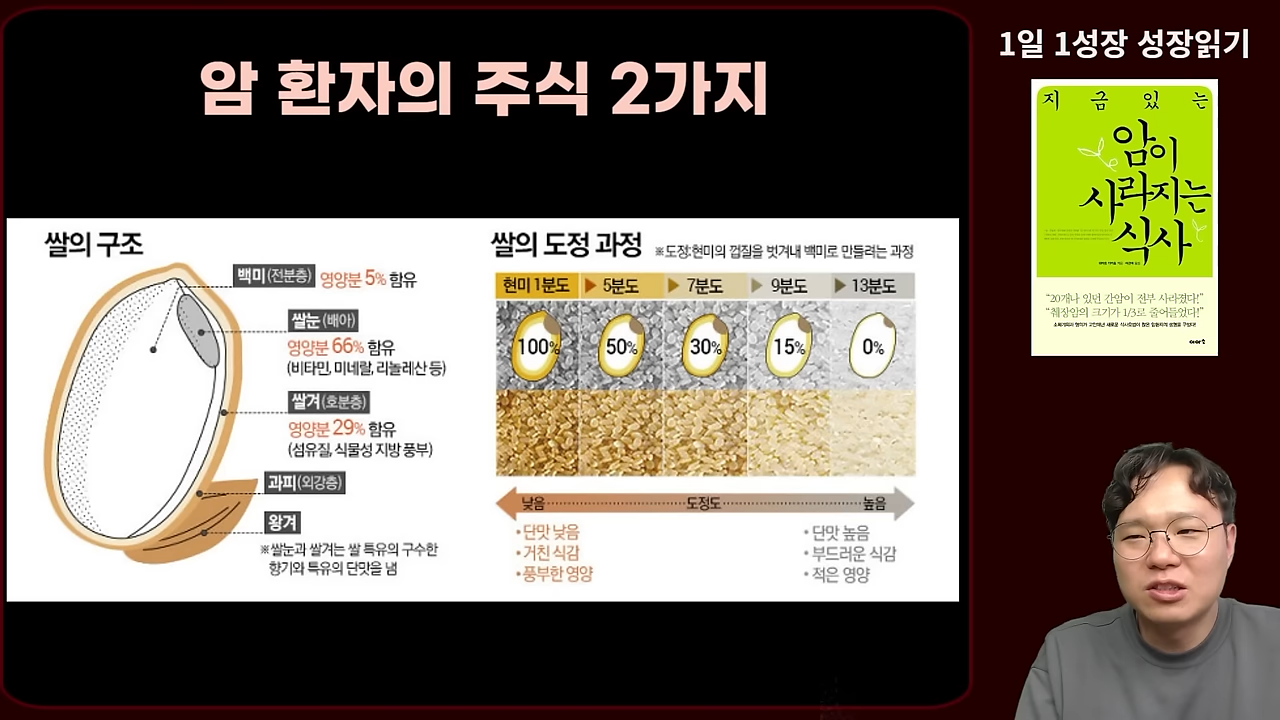 암 환자의 주식 2가지
쌀의 구조
백미(전분층) 영양분 5% 함유
쌀눈(배아)
영양분 66% 함유
(비타민, 미네랄, 리놀레산 등)
쌀겨(호분층)
영양분 29% 함유
(섬유질, 식물성 지방 풍부)
과피(외강층)
왕겨
※쌀눈과 쌀겨는 쌀 특유의 구수한
향기와 특유의 단맛을 냄
쌀의 도정 과정 ※도정:현미의 껍질을 벗겨내 백미로 만들려는 과정
현미 1분도 5분도 7분도 9분도 13분도
100% 50% 30% 15% 0%
낮음 도정도 높음
•단맛 낮음
•거친 식감
•풍부한 영양
•단맛 높음
•부드러운 식감
•적은 영양
1일 1성장 성장읽기
지금 있는
암이
사라지는
식사
“20개나 있던 간암이 전부 사라졌다!”
“췌장암의 크기가 1/3로 줄어들었다!”